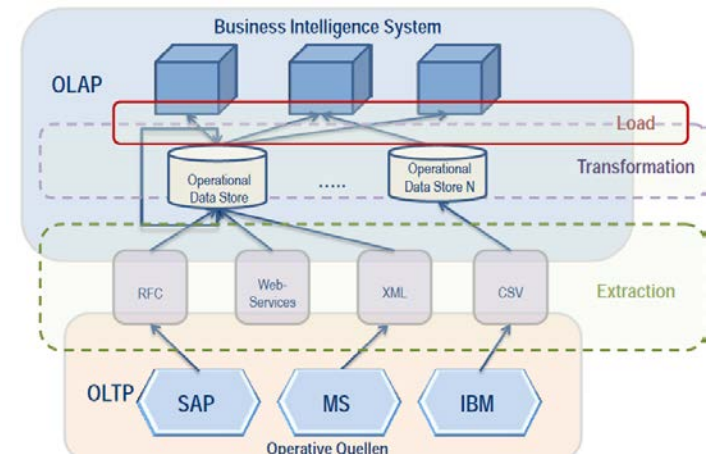 Business Intelligence System
OLAP
Load
Transformation
Operational
Data Store
.....
Operational
Data Store N
RFC
Web-
Services
XML
CSV
Extraction
OLTP
SAP
MS
IBM
Operative Quellen